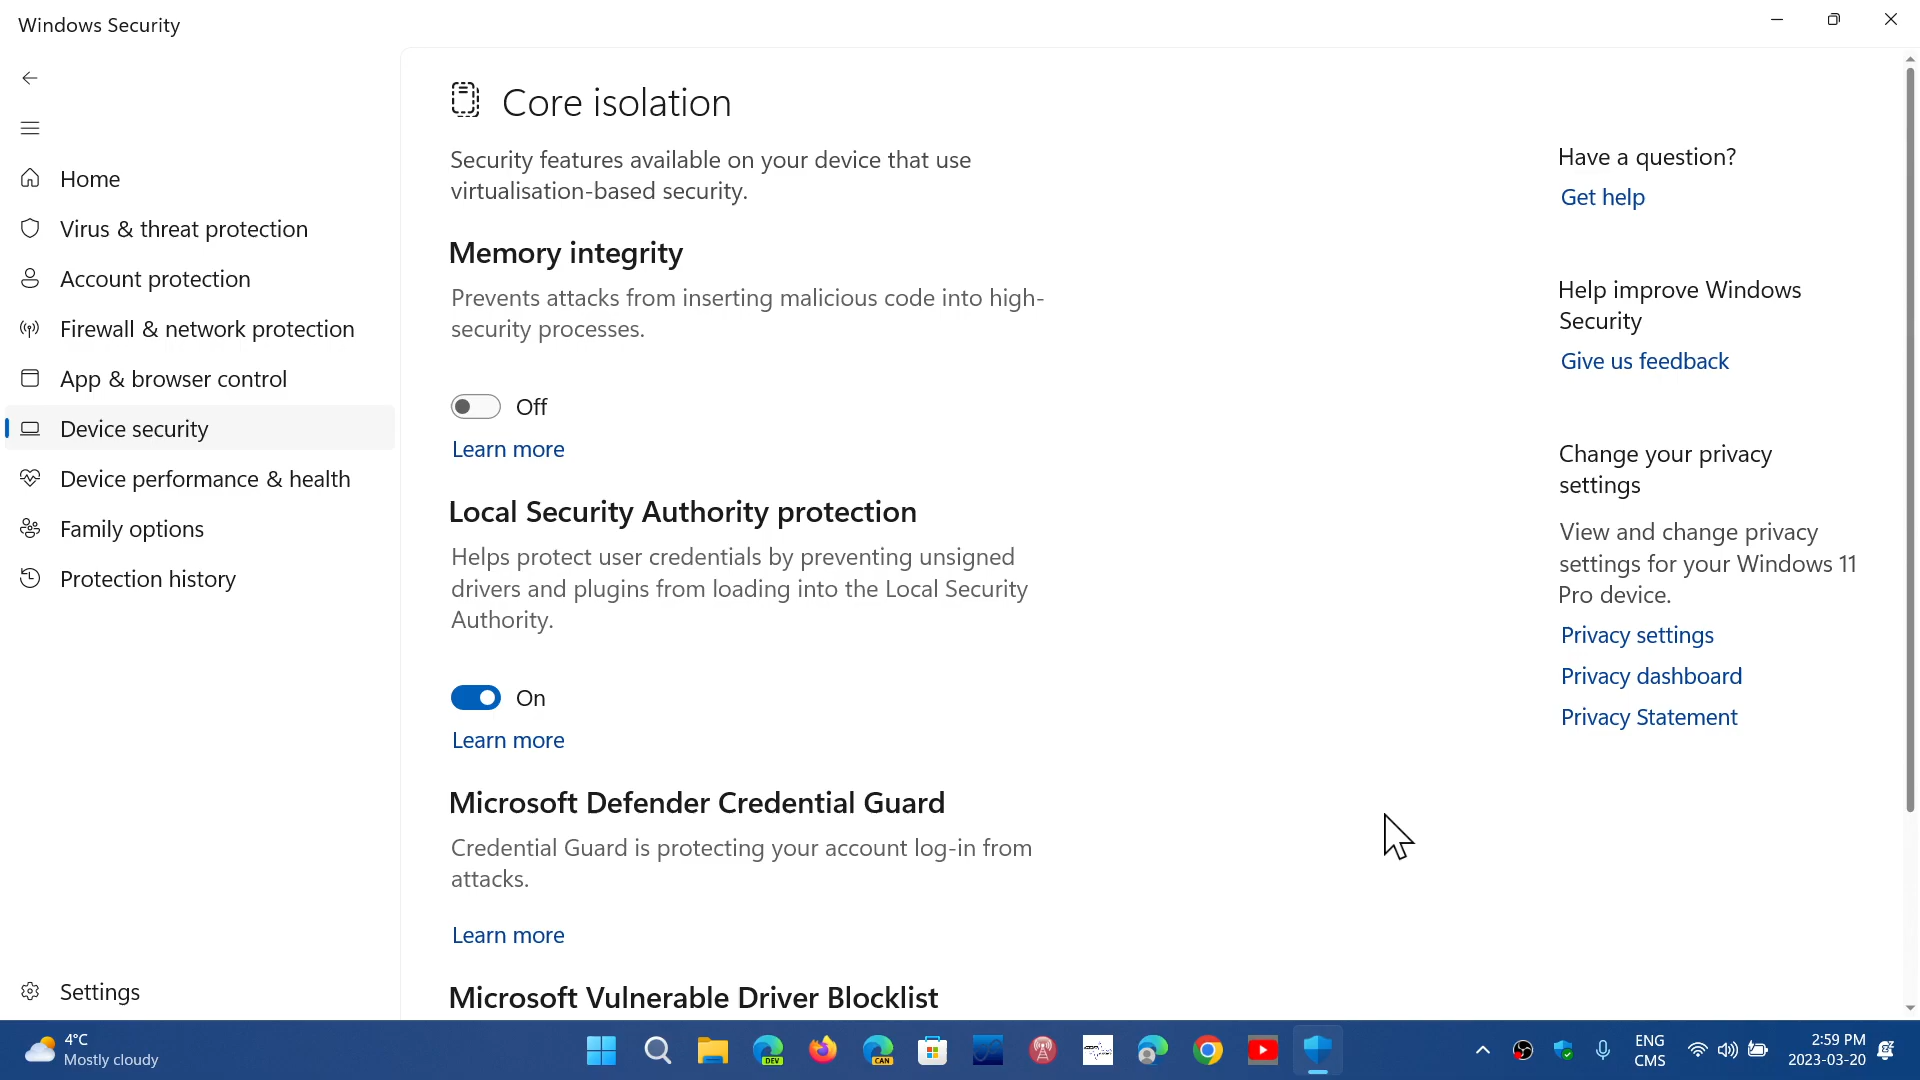 Windows Security
Home
Virus & threat protection
Account protection
Firewall & network protection
App & browser control
Device security
Device performance & health
Family options
Protection history
Settings
Core isolation
Security features available on your device that use
virtualisation-based security.
Memory integrity
Prevents attacks from inserting malicious code into high-
security processes.
Off
Learn more
Local Security Authority protection
Helps protect user credentials by preventing unsigned
drivers and plugins from loading into the Local Security
Authority.
On
Learn more
Microsoft Defender Credential Guard
Credential Guard is protecting your account log-in from
attacks.
Learn more
Microsoft Vulnerable Driver Blocklist
Have a question?
Get help
Help improve Windows
Security
Give us feedback
Change your privacy
settings
View and change privacy
settings for your Windows 11
Pro device.
Privacy settings
Privacy dashboard
Privacy Statement
4°C
Mostly cloudy
DEV
CAN
ENG
CMS
2:59 PM
2023-03-20